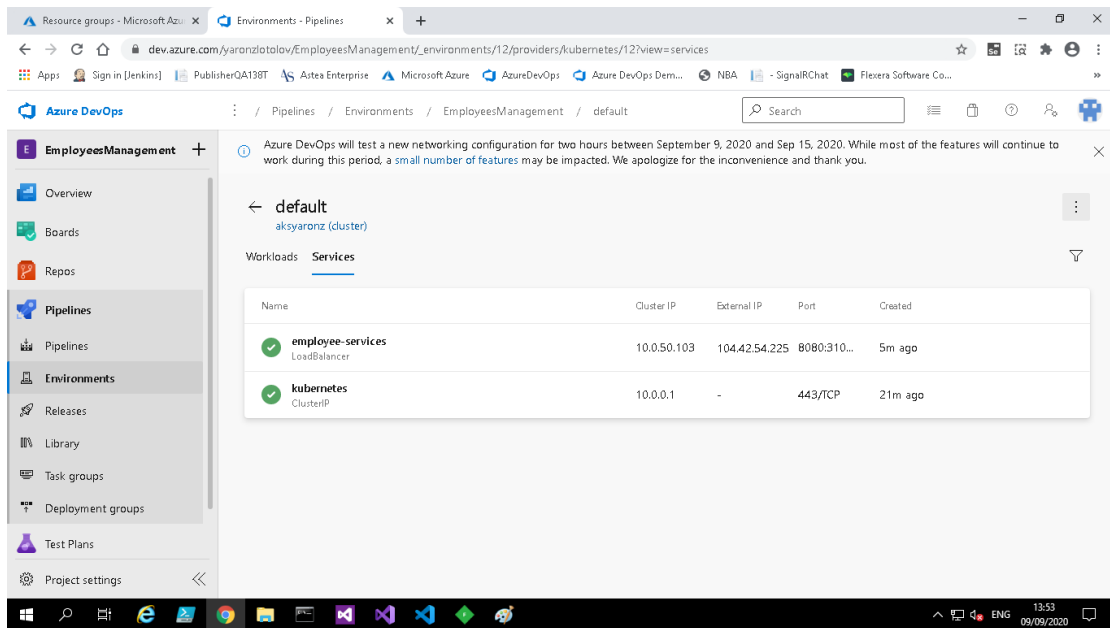 Resource groups - Microsoft Azu
Environments - Pipelines
dev.azure.com/yaronzlotolov/EmployeesManagement/_environments/12/providers/kubernetes/12?view=services
Apps Sign in [Jenkins] PublisherQA138T Astea Enterprise Microsoft Azure AzureDevOps Azure DevOps Dem... NBA - SignalRChat Flexera Software Co...
Azure DevOps / Pipelines / Environments / EmployeesManagement / default Search
E EmployeesManagement
Azure DevOps will test a new networking configuration for two hours between September 9, 2020 and Sep 15, 2020. While most of the features will continue to
work during this period, a small number of features may be impacted. We apologize for the inconvenience and thank you.
Overview
Boards
Repos
Pipelines
Pipelines
Environments
Releases
Library
Task groups
Deployment groups
Test Plans
Project settings
default
aksyaronz (cluster)
Workloads Services
Name Cluster IP External IP Port Created
employee-services
LoadBalancer
10.0.50.103 104.42.54.225 8080:310... 5m ago
kubernetes
ClusterIP
10.0.0.1 - 443/TCP 21m ago
ENG
13:53
09/09/2020